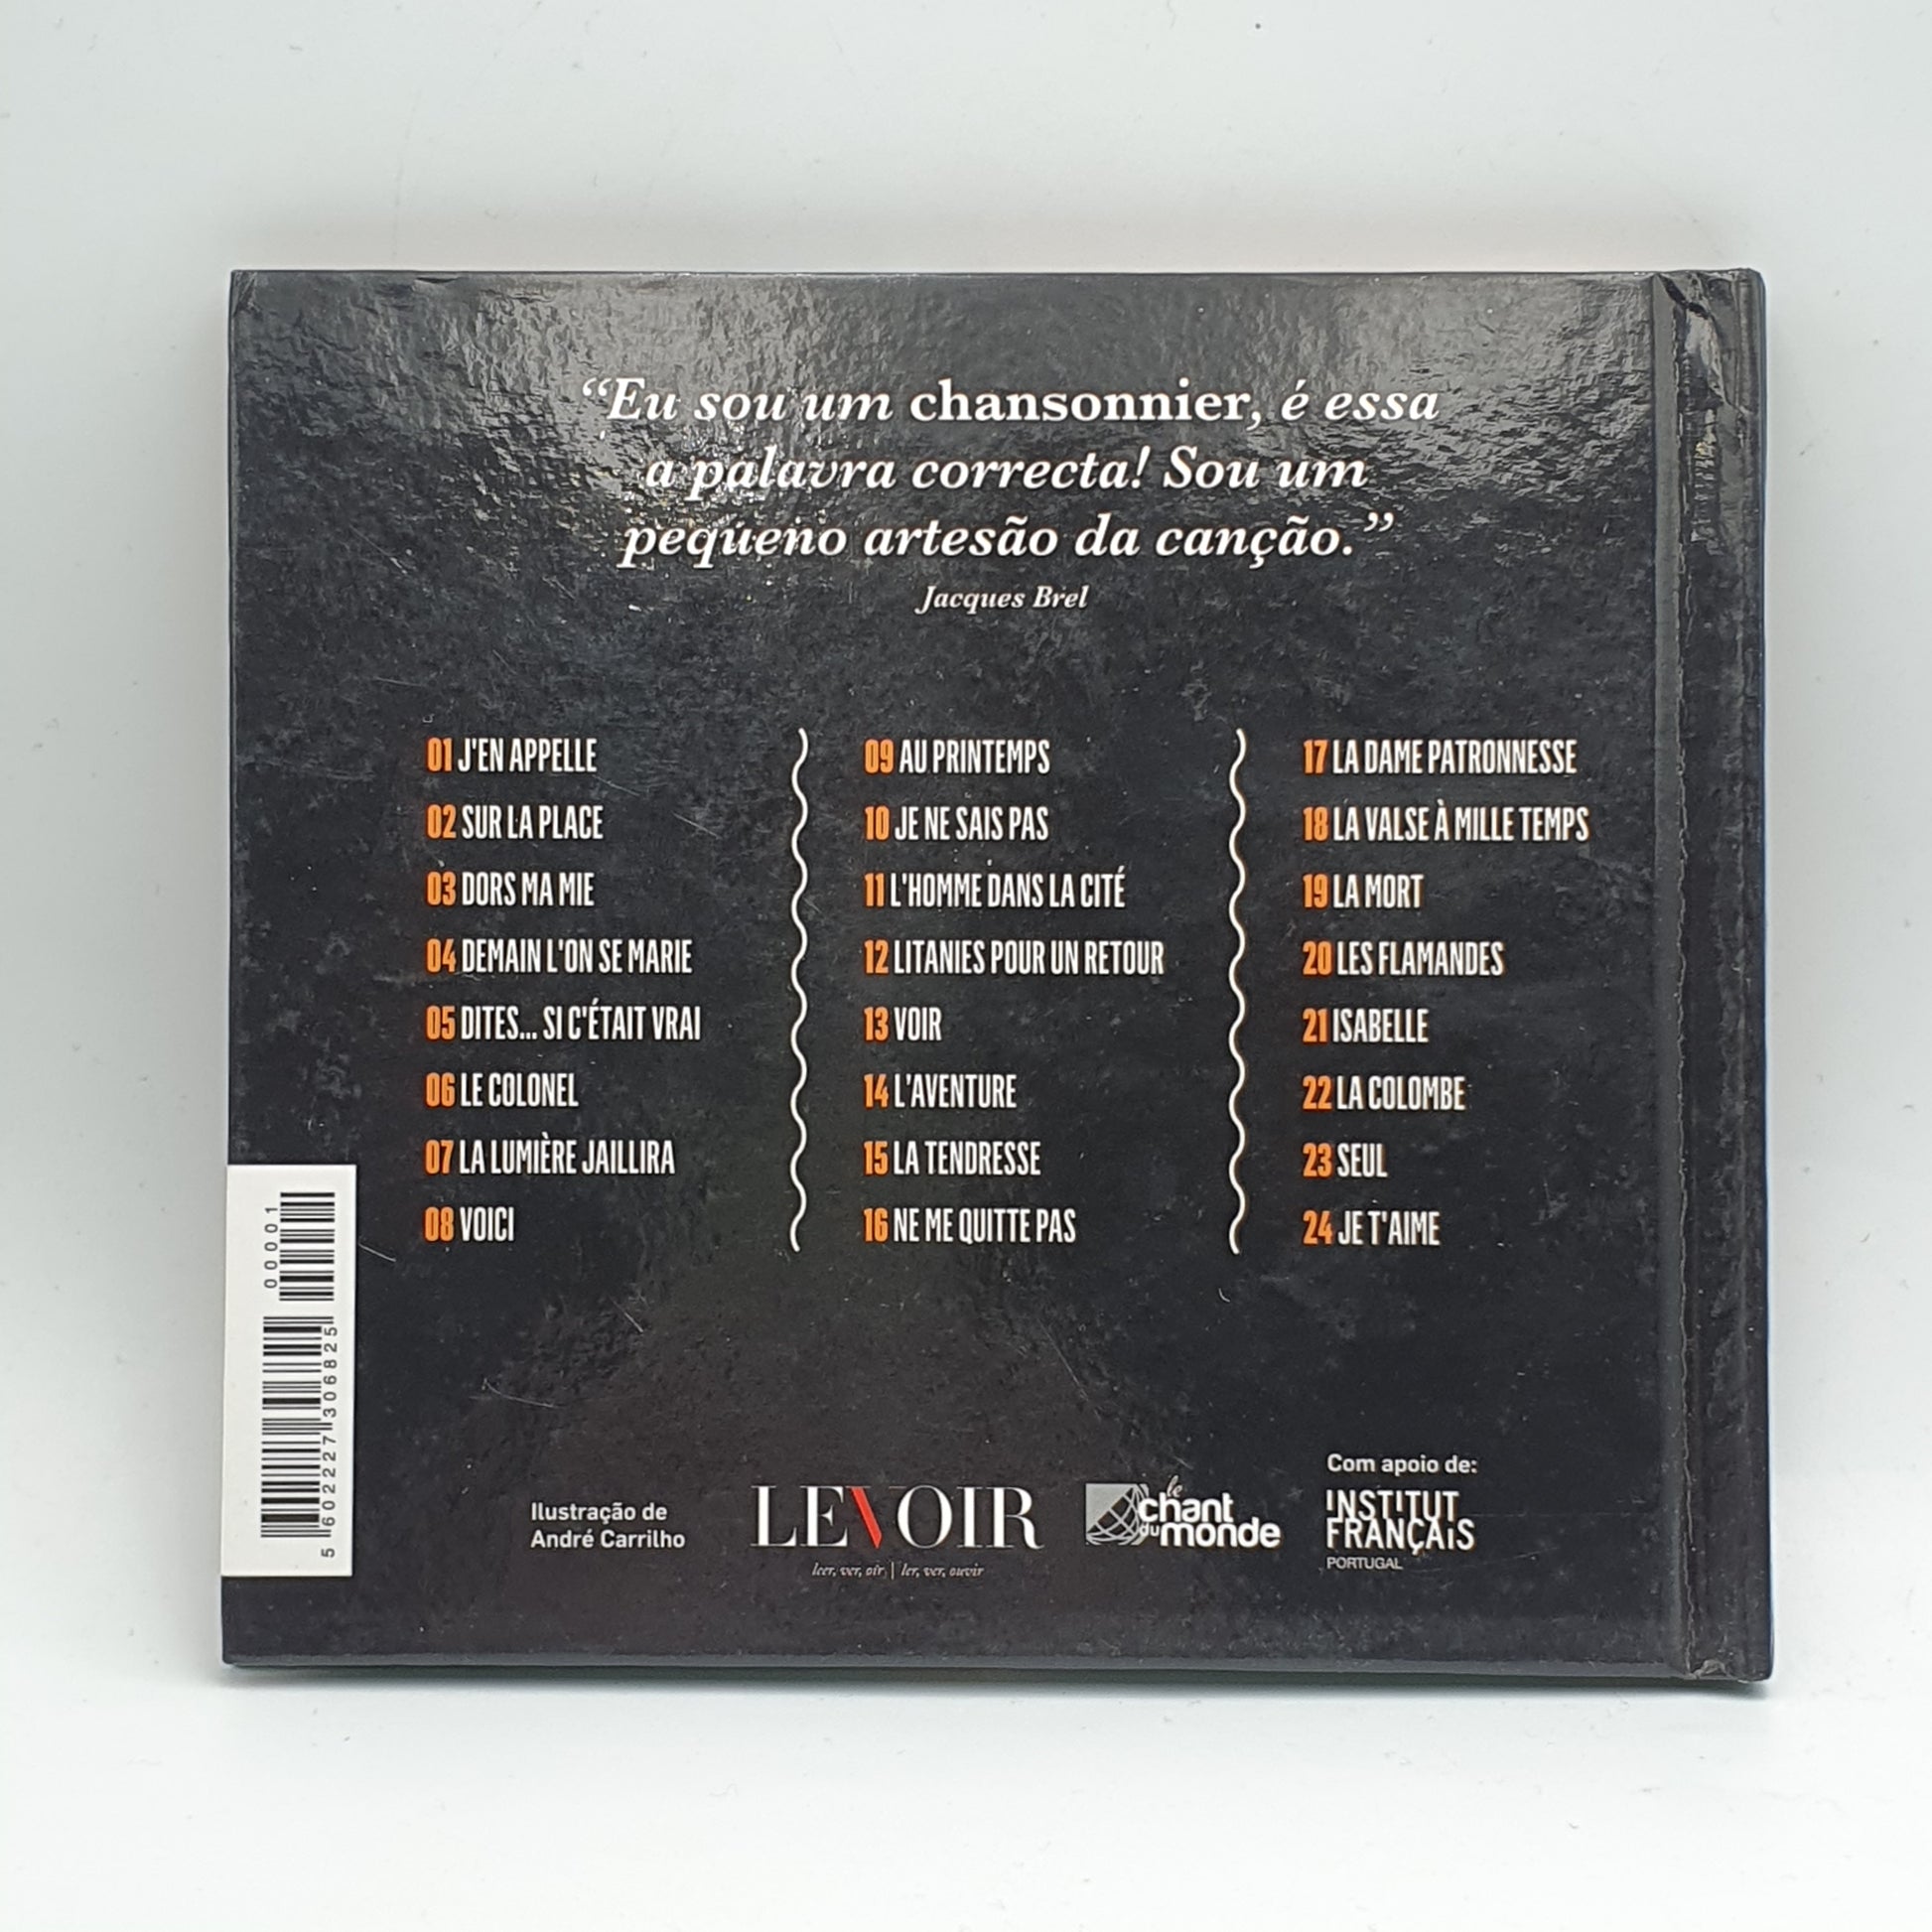 “Eu sou um chansonnier, é essa
a palavra correcta! Sou um
pequeno artesão da canção.”
Jacques Brel
01 J'EN APPELLE
02 SUR LA PLACE
03 DORS MA MIE
04 DEMAIN L'ON SE MARIE
05 DITES... SI C'ÉTAIT VRAI
06 LE COLONEL
07 LA LUMIÈRE JAILLIRA
08 VOICI
09 AU PRINTEMPS
10 JE NE SAIS PAS
11 L'HOMME DANS LA CITÉ
12 LITANIES POUR UN RETOUR
13 VOIR
14 L'AVENTURE
15 LA TENDRESSE
16 NE ME QUITTE PAS
17 LA DAME PATRONNESSE
18 LA VALSE À MILLE TEMPS
19 LA MORT
20 LES FLAMANDES
21 ISABELLE
22 LA COLOMBE
23 SEUL
24 JE T'AIME
00001
5 602227 306825
Ilustração de
André Carrilho
LEVOIR
leer, ver, oír | ler, ver, ouvir
le
chant
du monde
Com apoio de:
INSTITUT
FRANÇAIS
PORTUGAL